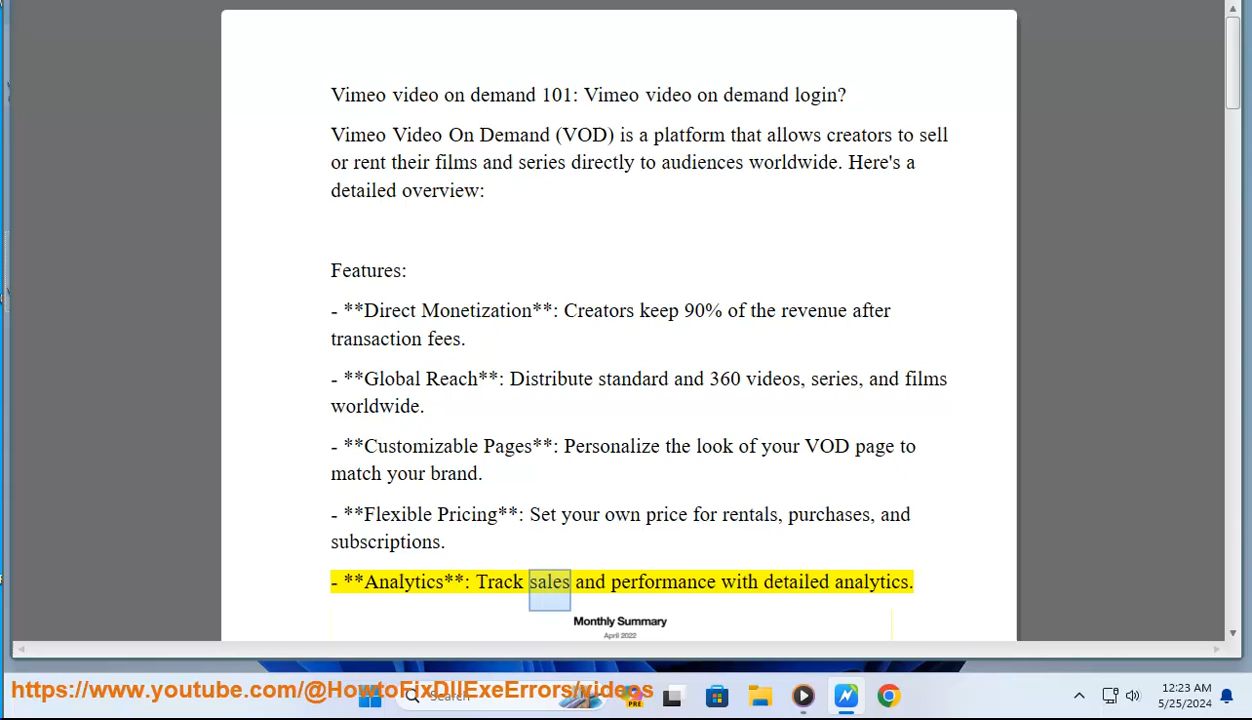 Vimeo video on demand 101: Vimeo video on demand login?
Vimeo Video On Demand (VOD) is a platform that allows creators to sell
or rent their films and series directly to audiences worldwide. Here's a
detailed overview:
Features:
- **Direct Monetization**: Creators keep 90% of the revenue after
transaction fees.
- **Global Reach**: Distribute standard and 360 videos, series, and films
worldwide.
- **Customizable Pages**: Personalize the look of your VOD page to
match your brand.
- **Flexible Pricing**: Set your own price for rentals, purchases, and
subscriptions.
- **Analytics**: Track sales and performance with detailed analytics.
Monthly Summary
April 2022
https://www.youtube.com/@HowtoFixDllExeErrors/videos
Search
PRE
12:23 AM
5/25/2024